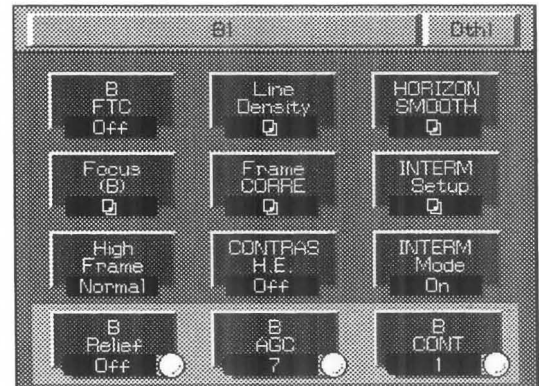 B1
Oth1
B
FTC
Off
Line
Density
HORIZON
SMOOTH
Focus
(B)
Frame
CORRE
INTERM
Setup
High
Frame
Normal
CONTRAS
H.E.
Off
INTERM
Mode
On
B
Relief
Off
B
AGC
7
B
CONT
1